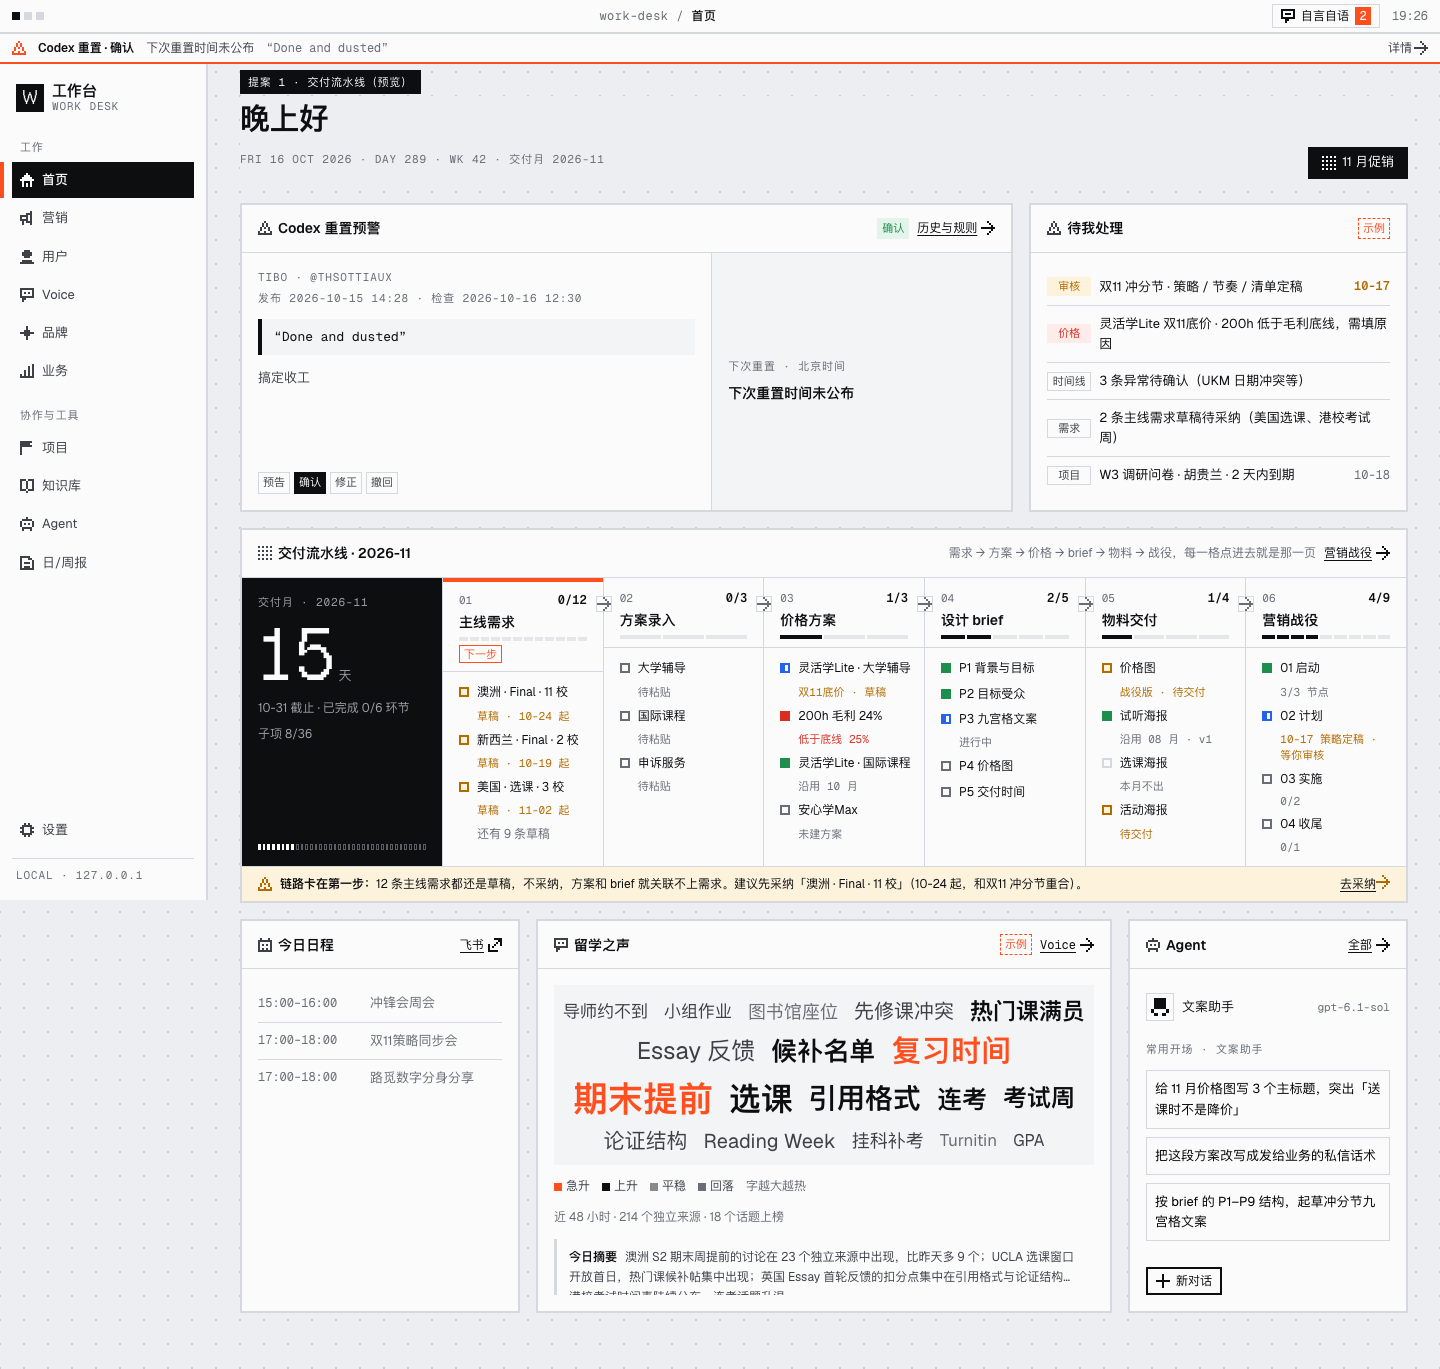 work-desk / 首页
自言自语 2
19:26
Codex 重置 · 确认 下次重置时间未公布 “Done and dusted”
详情
W
工作台
WORK DESK
工作
首页
营销
用户
Voice
品牌
业务
协作与工具
项目
知识库
Agent
日/周报
设置
LOCAL · 127.0.0.1
提案 1 · 交付流水线（预览）
晚上好
FRI 16 OCT 2026 · DAY 289 · WK 42 · 交付月 2026-11
11 月促销
Codex 重置预警
确认 历史与规则
TIBO · @THSOTTIAUX
发布 2026-10-15 14:28 · 检查 2026-10-16 12:30
“Done and dusted”
搞定收工
预告 确认 修正 撤回
下次重置 · 北京时间
下次重置时间未公布
待我处理
示例
审核 双11 冲分节 · 策略 / 节奏 / 清单定稿 10-17
价格 灵活学Lite 双11底价 · 200h 低于毛利底线，需填原
因
时间线 3 条异常待确认（UKM 日期冲突等）
需求 2 条主线需求草稿待采纳（美国选课、港校考试
周）
项目 W3 调研问卷 · 胡贵兰 · 2 天内到期 10-18
交付流水线 · 2026-11
需求 → 方案 → 价格 → brief → 物料 → 战役，每一格点进去就是那一页 营销战役
交付月 · 2026-11
15 天
10-31 截止 · 已完成 0/6 环节
子项 8/36
01 0/12
主线需求
下一步
澳洲 · Final · 11 校
草稿 · 10-24 起
新西兰 · Final · 2 校
草稿 · 10-19 起
美国 · 选课 · 3 校
草稿 · 11-02 起
还有 9 条草稿
02 0/3
方案录入
大学辅导
待粘贴
国际课程
待粘贴
申诉服务
待粘贴
03 1/3
价格方案
灵活学Lite · 大学辅导
双11底价 · 草稿
200h 毛利 24%
低于底线 25%
灵活学Lite · 国际课程
沿用 10 月
安心学Max
未建方案
04 2/5
设计 brief
P1 背景与目标
P2 目标受众
P3 九宫格文案
进行中
P4 价格图
P5 交付时间
05 1/4
物料交付
价格图
战役版 · 待交付
试听海报
沿用 08 月 · v1
选课海报
本月不出
活动海报
待交付
06 4/9
营销战役
01 启动
3/3 节点
02 计划
10-17 策略定稿 ·
等你审核
03 实施
0/2
04 收尾
0/1
链路卡在第一步：12 条主线需求都还是草稿，不采纳，方案和 brief 就关联不上需求。建议先采纳「澳洲 · Final · 11 校」（10-24 起，和双11 冲分节重合）。
去采纳
今日日程
飞书
15:00–16:00 冲锋会周会
17:00–18:00 双11策略同步会
17:00–18:00 路觅数字分身分享
留学之声
示例 Voice
导师约不到 小组作业 图书馆座位 先修课冲突 热门课满员
Essay 反馈 候补名单 复习时间
期末提前 选课 引用格式 连考 考试周
论证结构 Reading Week 挂科补考 Turnitin GPA
急升 上升 平稳 回落 字越大越热
近 48 小时 · 214 个独立来源 · 18 个话题上榜
今日摘要 澳洲 S2 期末周提前的讨论在 23 个独立来源中出现，比昨天多 9 个；UCLA 选课窗口
开放首日，热门课候补帖集中出现；英国 Essay 首轮反馈的扣分点集中在引用格式与论证结构…
Agent
全部
文案助手 gpt-6.1-sol
常用开场 · 文案助手
给 11 月价格图写 3 个主标题，突出「送
课时不是降价」
把这段方案改写成发给业务的私信话术
按 brief 的 P1–P9 结构，起草冲分节九
宫格文案
新对话